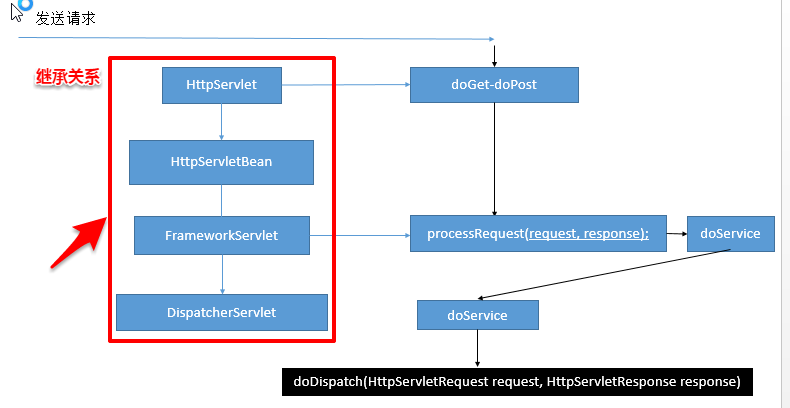 发送请求
继承关系
HttpServlet
doGet-doPost
HttpServletBean
FrameworkServlet
processRequest(request, response);
doService
DispatcherServlet
doService
doDispatch(HttpServletRequest request, HttpServletResponse response)